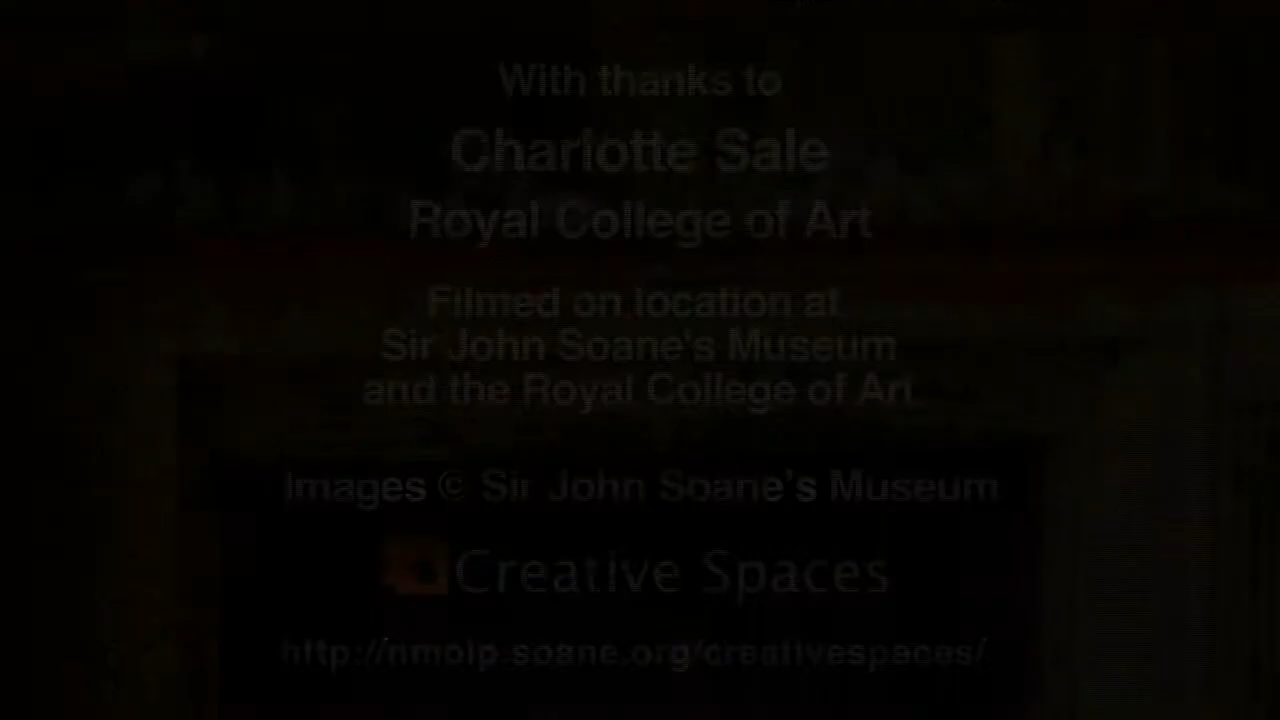 With thanks to
Charlotte Sale
Royal College of Art
Filmed on location at
Sir John Soane's Museum
and the Royal College of Art
Images © Sir John Soane's Museum
Creative Spaces
http://nmolp.soane.org/creativespaces/